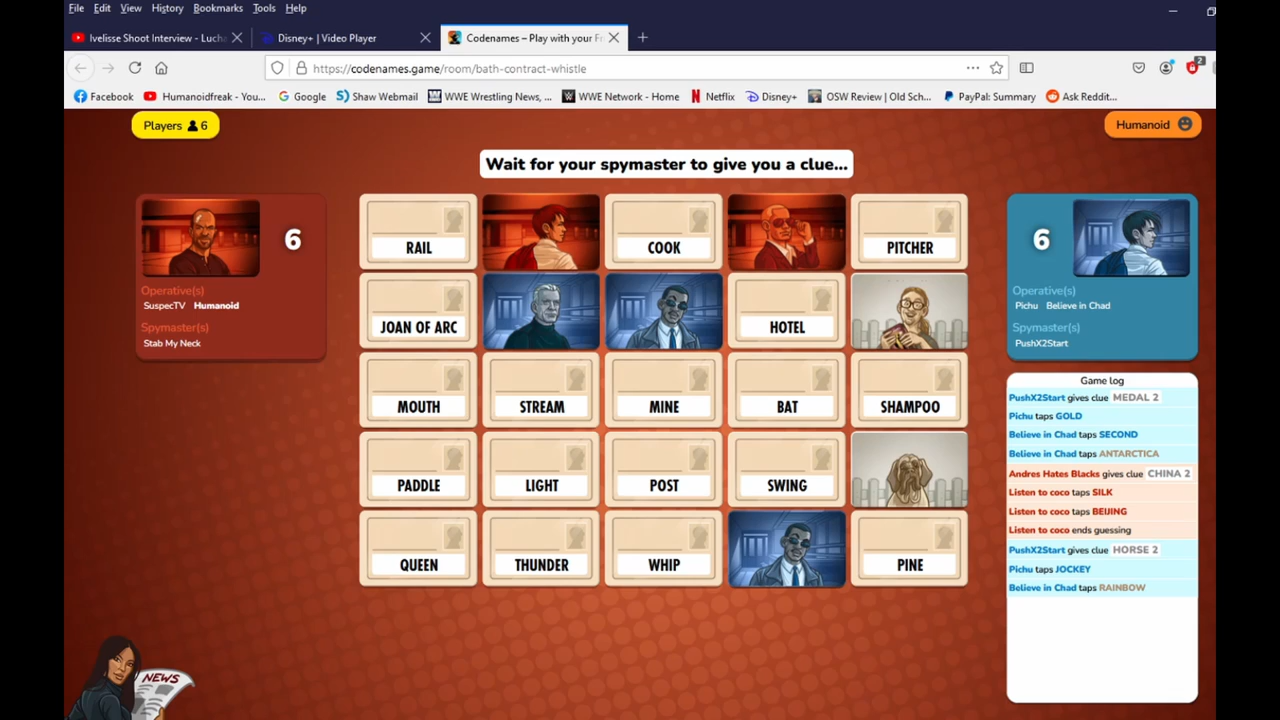 File Edit View History Bookmarks Tools Help
Ivelisse Shoot Interview - Lucha
Disney+ | Video Player
Codenames – Play with your Fr
https://codenames.game/room/bath-contract-whistle
2
Facebook
Humanoidfreak - You...
Google
Shaw Webmail
WWE Wrestling News, ...
WWE Network - Home
Netflix
Disney+
OSW Review | Old Sch...
PayPal: Summary
Ask Reddit...
Players 6
Humanoid
Wait for your spymaster to give you a clue...
6
Operative(s)
SuspecTV Humanoid
Spymaster(s)
Stab My Neck
RAIL
COOK
PITCHER
JOAN OF ARC
HOTEL
MOUTH
STREAM
MINE
BAT
SHAMPOO
PADDLE
LIGHT
POST
SWING
QUEEN
THUNDER
WHIP
PINE
NEWS
6
Operative(s)
Pichu Believe in Chad
Spymaster(s)
PushX2Start
Game log
PushX2Start gives clue MEDAL 2
Pichu taps GOLD
Believe in Chad taps SECOND
Believe in Chad taps ANTARCTICA
Andres Hates Blacks gives clue CHINA 2
Listen to coco taps SILK
Listen to coco taps BEIJING
Listen to coco ends guessing
PushX2Start gives clue HORSE 2
Pichu taps JOCKEY
Believe in Chad taps RAINBOW